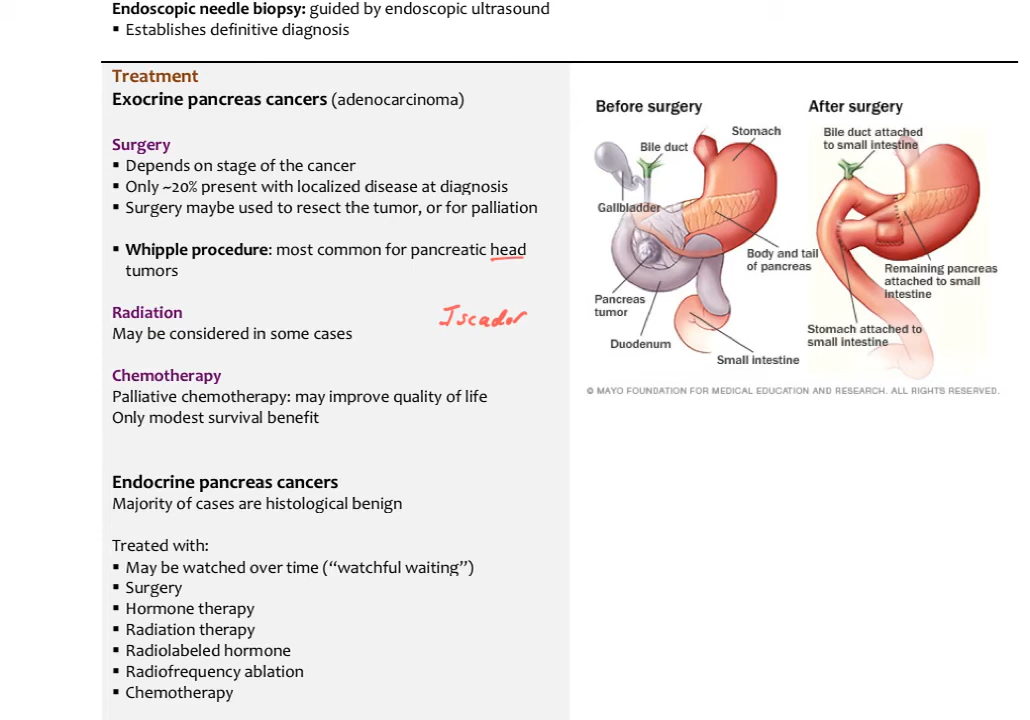 Endoscopic needle biopsy: guided by endoscopic ultrasound
▪ Establishes definitive diagnosis
Treatment
Exocrine pancreas cancers (adenocarcinoma)
Surgery
▪ Depends on stage of the cancer
▪ Only ~20% present with localized disease at diagnosis
▪ Surgery maybe used to resect the tumor, or for palliation
▪ Whipple procedure: most common for pancreatic head
tumors
Radiation
May be considered in some cases
Iscador
Chemotherapy
Palliative chemotherapy: may improve quality of life
Only modest survival benefit
Endocrine pancreas cancers
Majority of cases are histological benign
Treated with:
▪ May be watched over time (“watchful waiting”)
▪ Surgery
▪ Hormone therapy
▪ Radiation therapy
▪ Radiolabeled hormone
▪ Radiofrequency ablation
▪ Chemotherapy
Before surgery
Stomach
Bile duct
Gallbladder
Body and tail
of pancreas
Pancreas
tumor
Duodenum
Small intestine
After surgery
Bile duct attached
to small intestine
Remaining pancreas
attached to small
intestine
Stomach attached to
small intestine
© MAYO FOUNDATION FOR MEDICAL EDUCATION AND RESEARCH. ALL RIGHTS RESERVED.